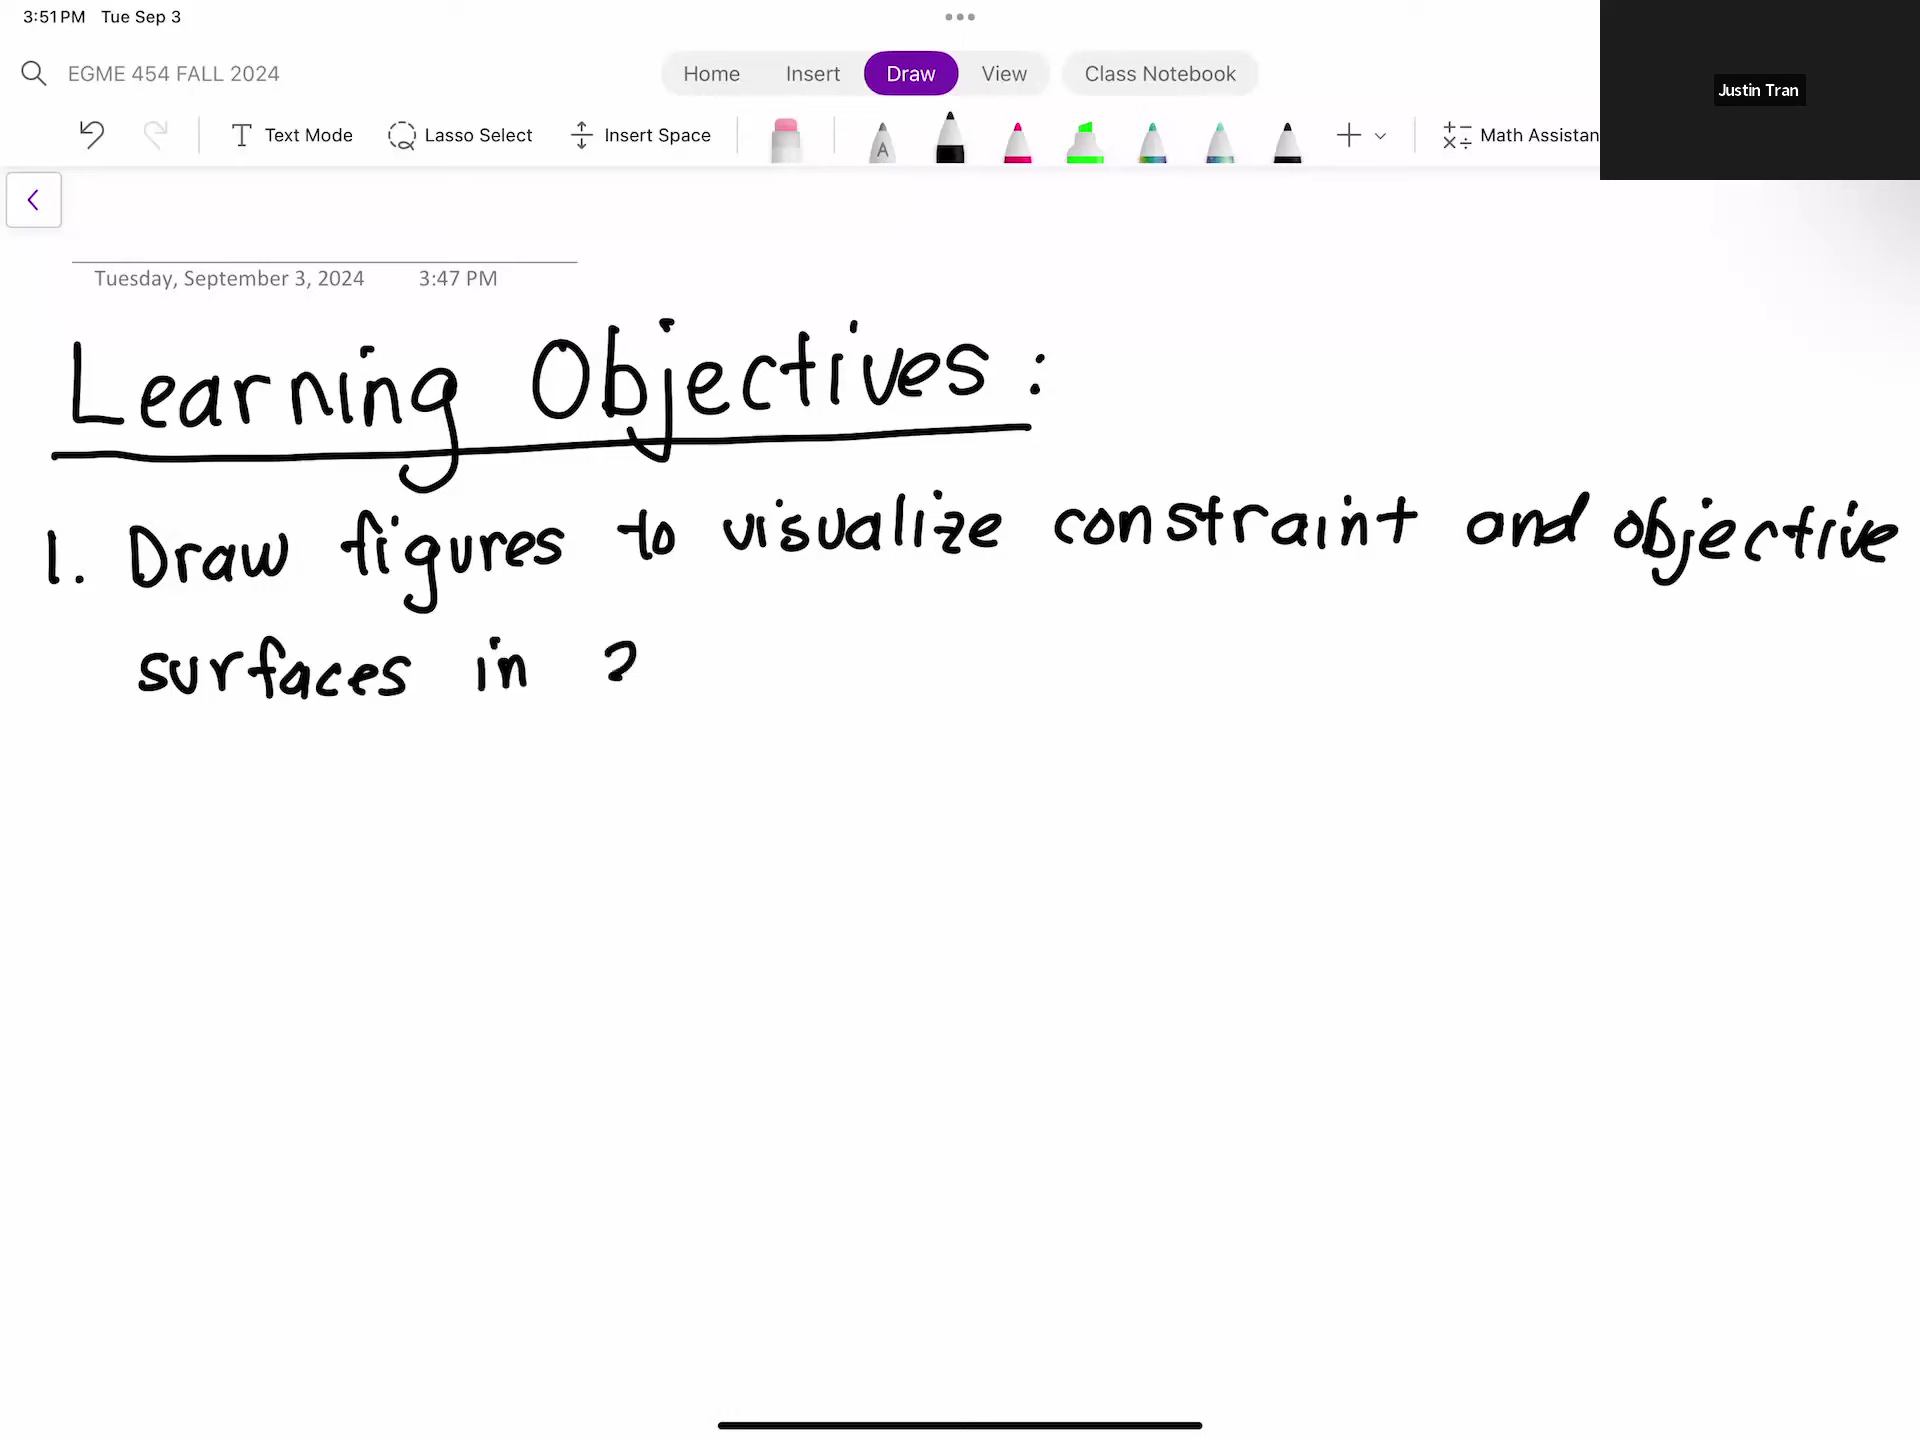 3:51 PM Tue Sep 3
EGME 454 FALL 2024
Home Insert Draw View Class Notebook
Justin Tran
Text Mode Lasso Select Insert Space A Math Assistan
Tuesday, September 3, 2024 3:47 PM
Learning Objectives:
1. Draw figures to visualize constraint and objective
surfaces in 2